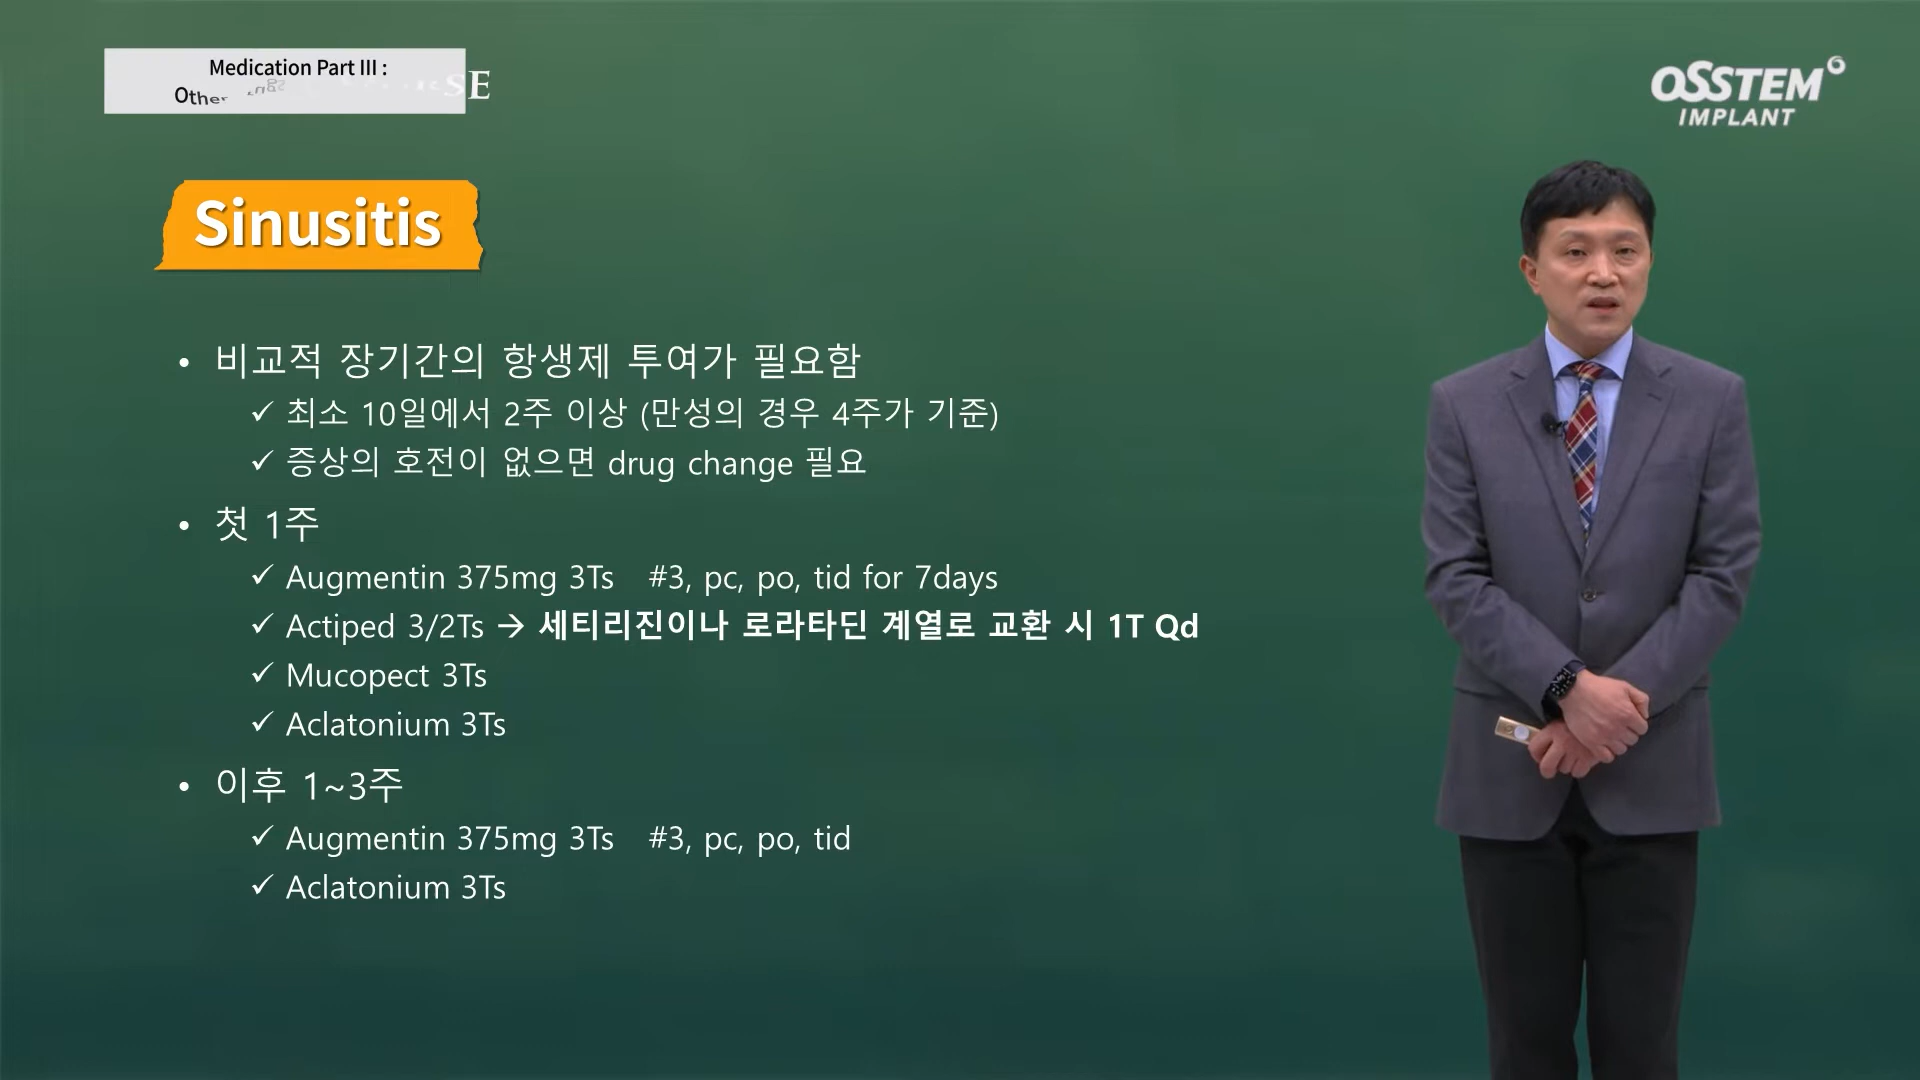 Medication Part III :
SE
OSSTEM
IMPLANT
Sinusitis
• 비교적 장기간의 항생제 투여가 필요함
✓ 최소 10일에서 2주 이상 (만성의 경우 4주가 기준)
✓ 증상의 호전이 없으면 drug change 필요
• 첫 1주
✓ Augmentin 375mg 3Ts #3, pc, po, tid for 7days
✓ Actiped 3/2Ts → 세티리진이나 로라타딘 계열로 교환 시 1T Qd
✓ Mucopect 3Ts
✓ Aclatonium 3Ts
• 이후 1~3주
✓ Augmentin 375mg 3Ts #3, pc, po, tid
✓ Aclatonium 3Ts